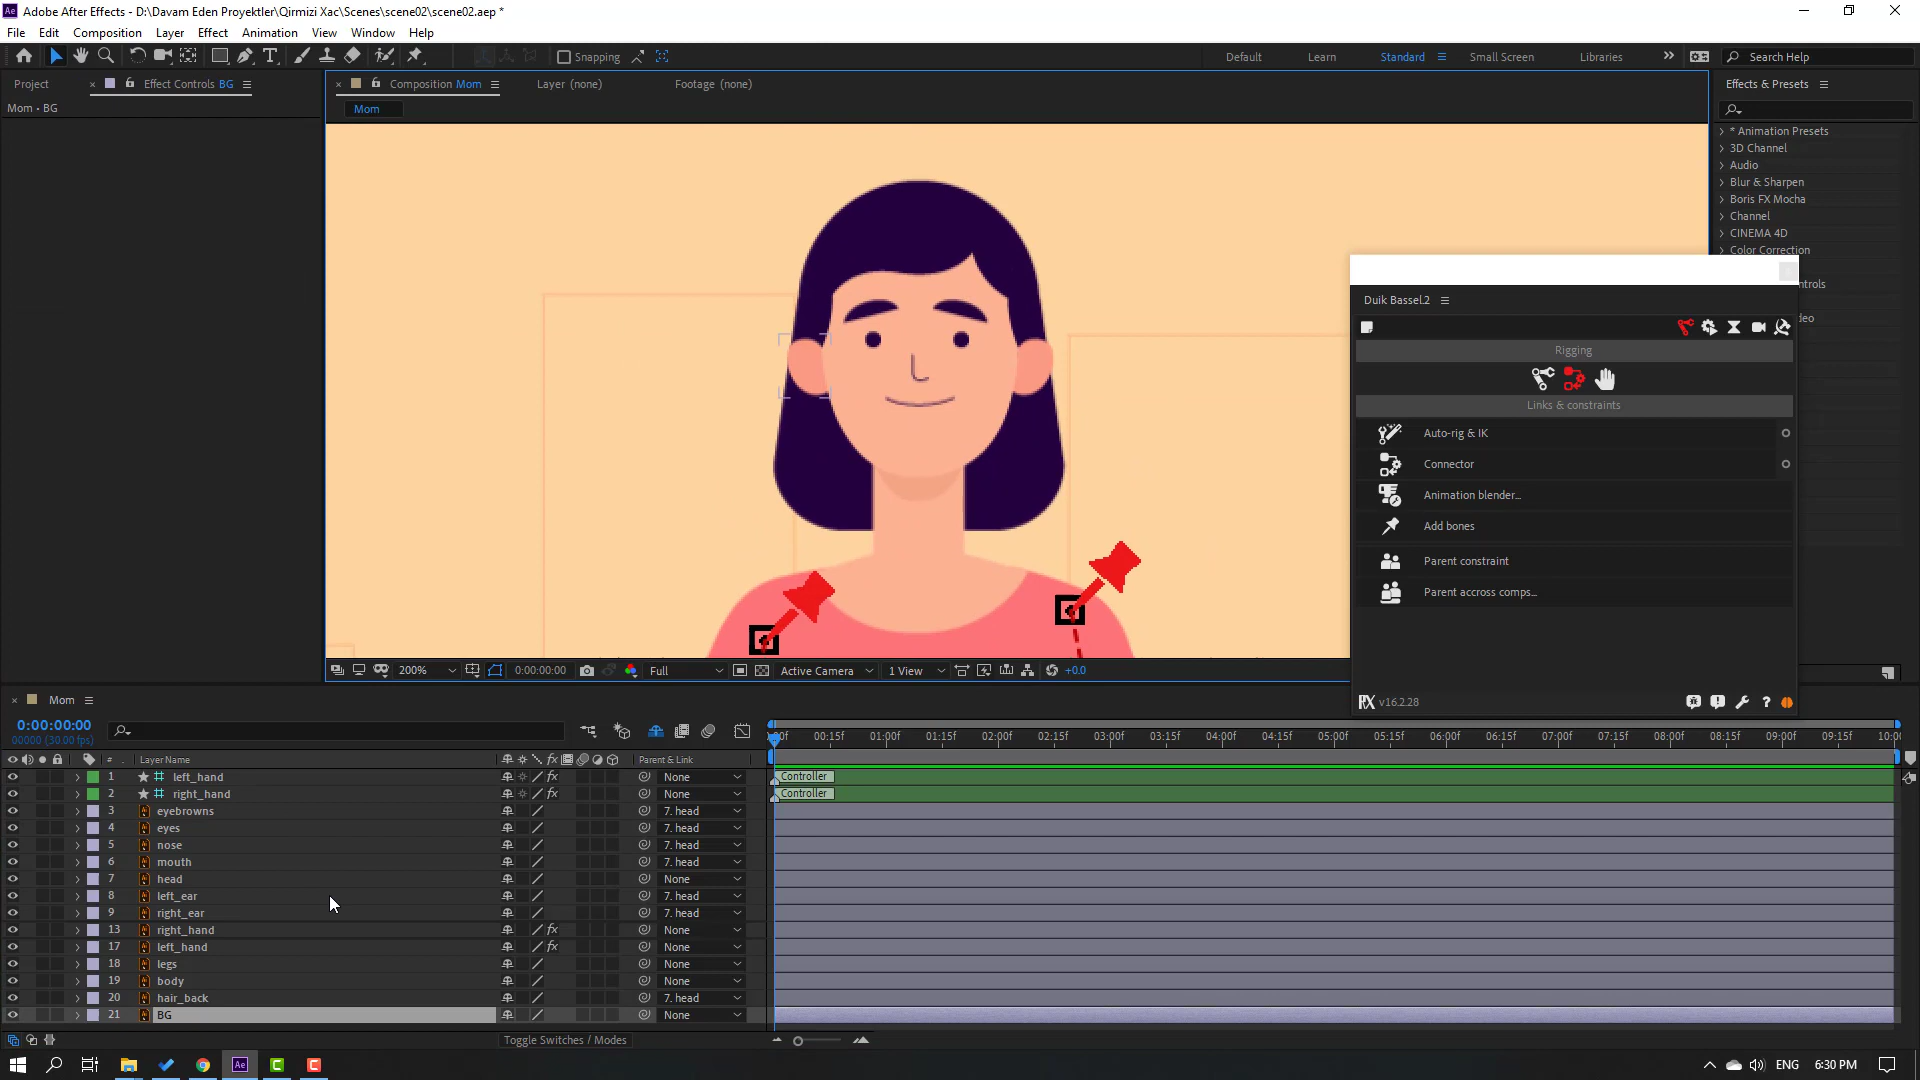 Adobe After Effects - D:\Davam Eden Proyektler\Qirmizi Xac\Scenes\scene02\scene02.aep *
File Edit Composition Layer Effect Animation View Window Help
Snapping
Default Learn Standard Small Screen Libraries
Search Help
Project
Effect Controls BG
Composition Mom
Layer (none)
Footage (none)
Effects & Presets
Mom • BG
Mom
* Animation Presets
3D Channel
Audio
Blur & Sharpen
Boris FX Mocha
Channel
CINEMA 4D
Color Correction
ntrols
deo
Duik Bassel.2
Rigging
Links & constraints
Auto-rig & IK
Connector
Animation blender...
Add bones
Parent constraint
Parent accross comps...
v16.2.28
200%
0:00:00:00
Full
Active Camera
1 View
+0.0
Mom
0:00:00:00
00000 (30.00 fps)
:00f 00:15f 01:00f 01:15f 02:00f 02:15f 03:00f 03:15f 04:00f 04:15f 05:00f 05:15f 06:00f 06:15f 07:00f 07:15f 08:00f 08:15f 09:00f 09:15f 10:0
# Layer Name Parent & Link
1 left_hand None Controller
2 right_hand None Controller
3 eyebrowns 7. head
4 eyes 7. head
5 nose 7. head
6 mouth 7. head
7 head None
8 left_ear 7. head
9 right_ear 7. head
13 right_hand None
17 left_hand None
18 legs None
19 body None
20 hair_back 7. head
21 BG None
Toggle Switches / Modes
ENG 6:30 PM